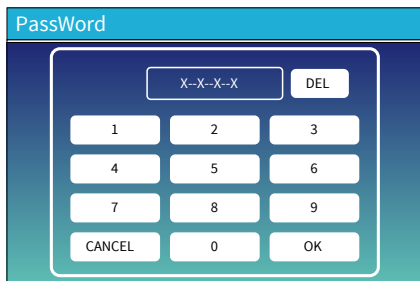 PassWord
X--X--X--X DEL
1 2 3
4 5 6
7 8 9
CANCEL 0 OK